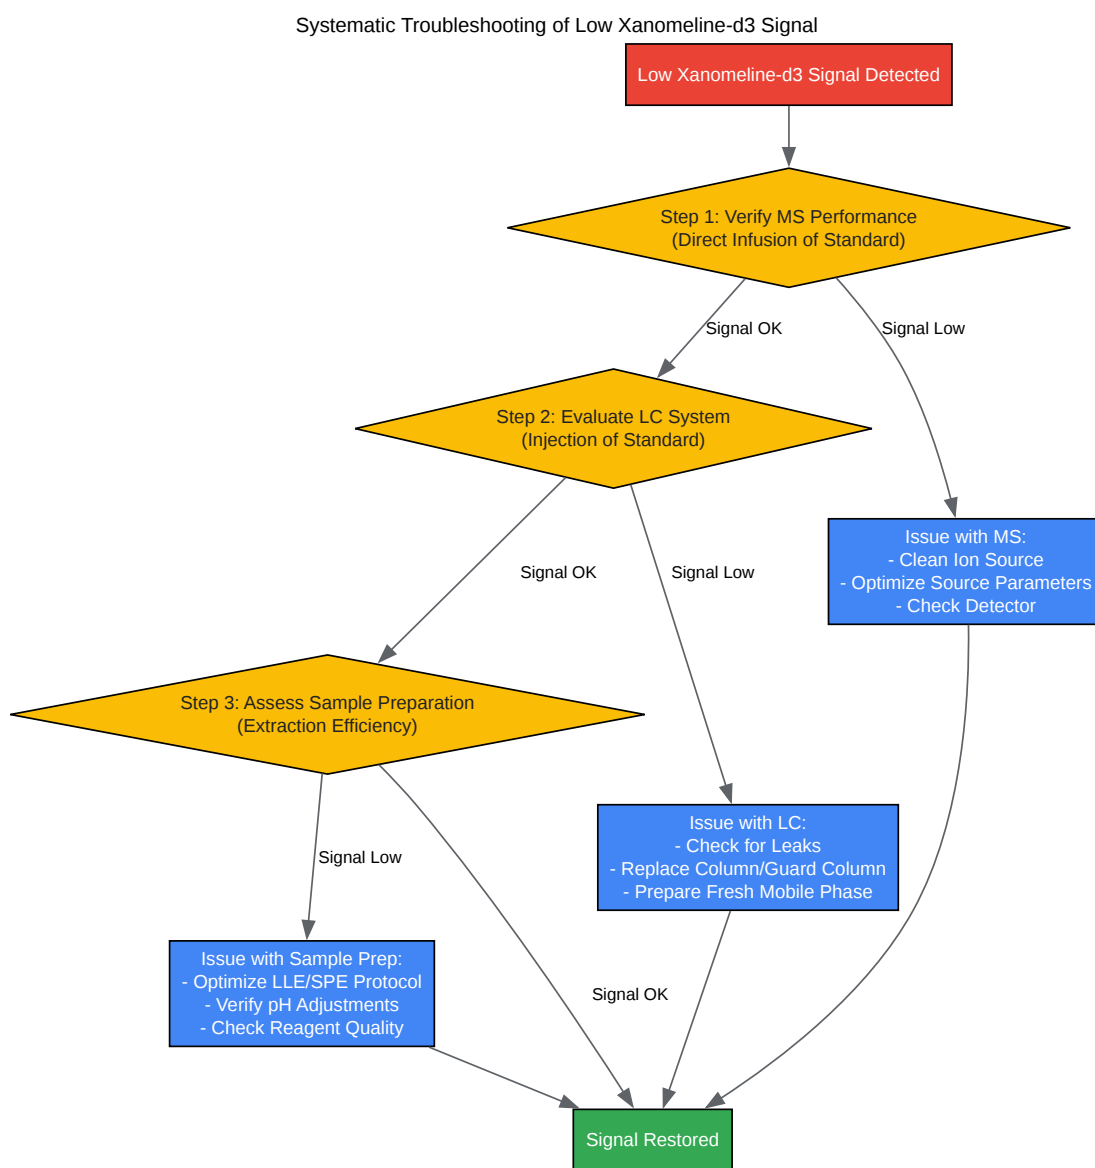 Systematic Troubleshooting of Low Xanomeline-d3 Signal
Low Xanomeline-d3 Signal Detected
Step 1: Verify MS Performance
(Direct Infusion of Standard)
Signal OK
Signal Low
Step 2: Evaluate LC System
(Injection of Standard)
Signal OK
Signal Low
Issue with MS:
- Clean Ion Source
- Optimize Source Parameters
- Check Detector
Step 3: Assess Sample Preparation
(Extraction Efficiency)
Signal Low
Issue with LC:
- Check for Leaks
- Replace Column/Guard Column
- Prepare Fresh Mobile Phase
Issue with Sample Prep:
- Optimize LLE/SPE Protocol
- Verify pH Adjustments
- Check Reagent Quality
Signal OK
Signal Restored